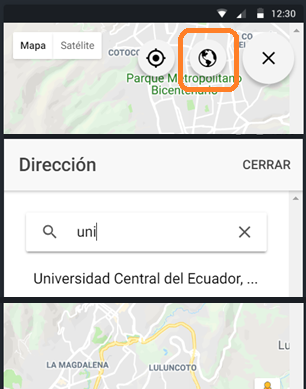 12:30
Mapa Satélite
COTOCO
Parque Metropolitano
Bicentenario
Dirección CERRAR
uni
Universidad Central del Ecuador, ...
LA MAGDALENA
LULUNCOTO